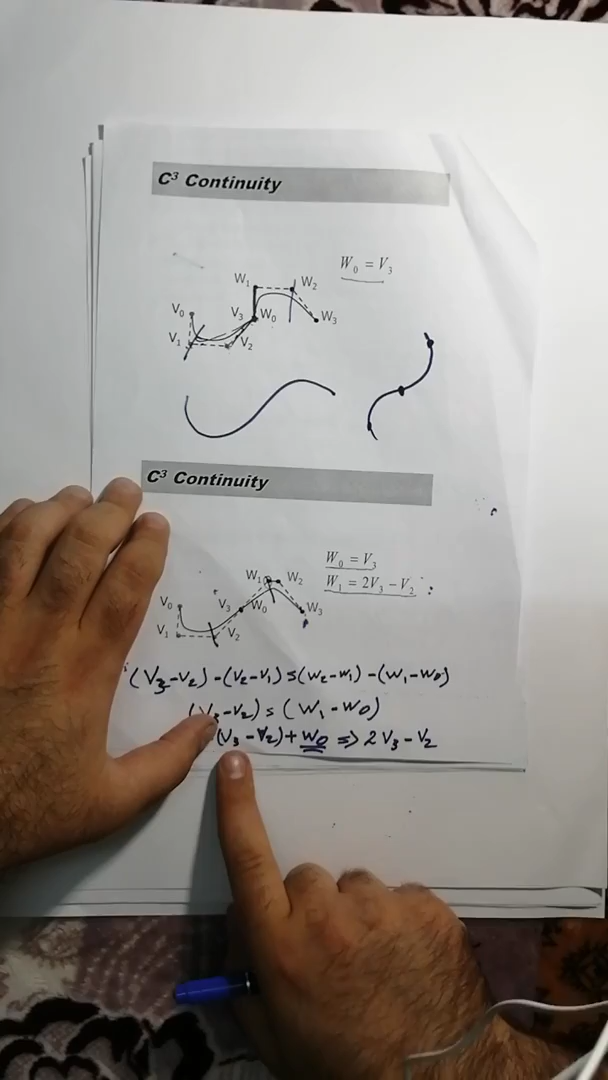 C³ Continuity
W₀ = V₃
W₁ W₂
V₀ V₃ W₀ W₃
V₁ V₂
C³ Continuity
W₀ = V₃
W₁ = 2V₃ − V₂
W₁ W₂
V₀ V₃ W₀ W₃
V₁ V₂
(V₃-V₂) - (V₂-V₁) = (W₂-W₁) - (W₁-W₀)
(V₃-V₂) = (W₁-W₀)
(V₃-V₂) + W₀ => 2V₃-V₂